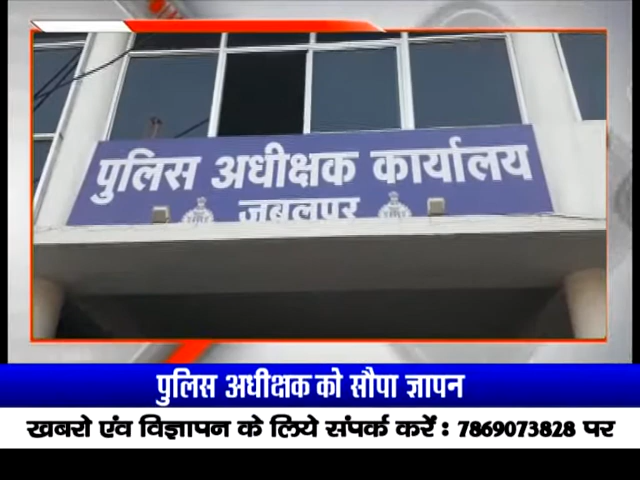 पुलिस अधीक्षक कार्यालय
जबलपुर
पुलिस अधीक्षक को सौपा ज्ञापन
खबरो एंव विज्ञापन के लिये संपर्क करें : 7869073828 पर